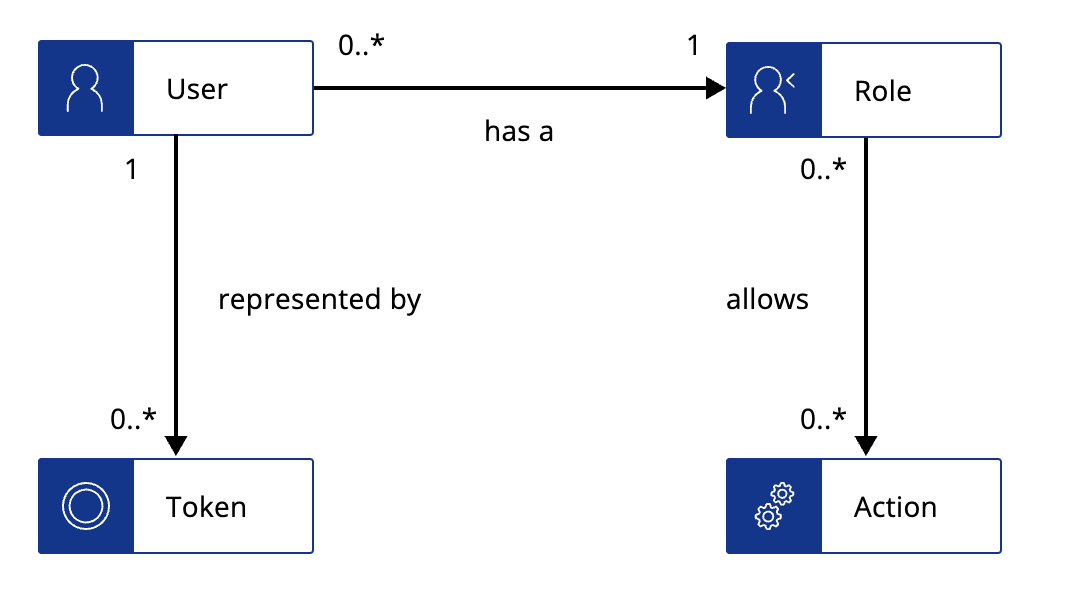 0..*
1
User
Role
has a
1
0..*
represented by
allows
0..*
0..*
Token
Action